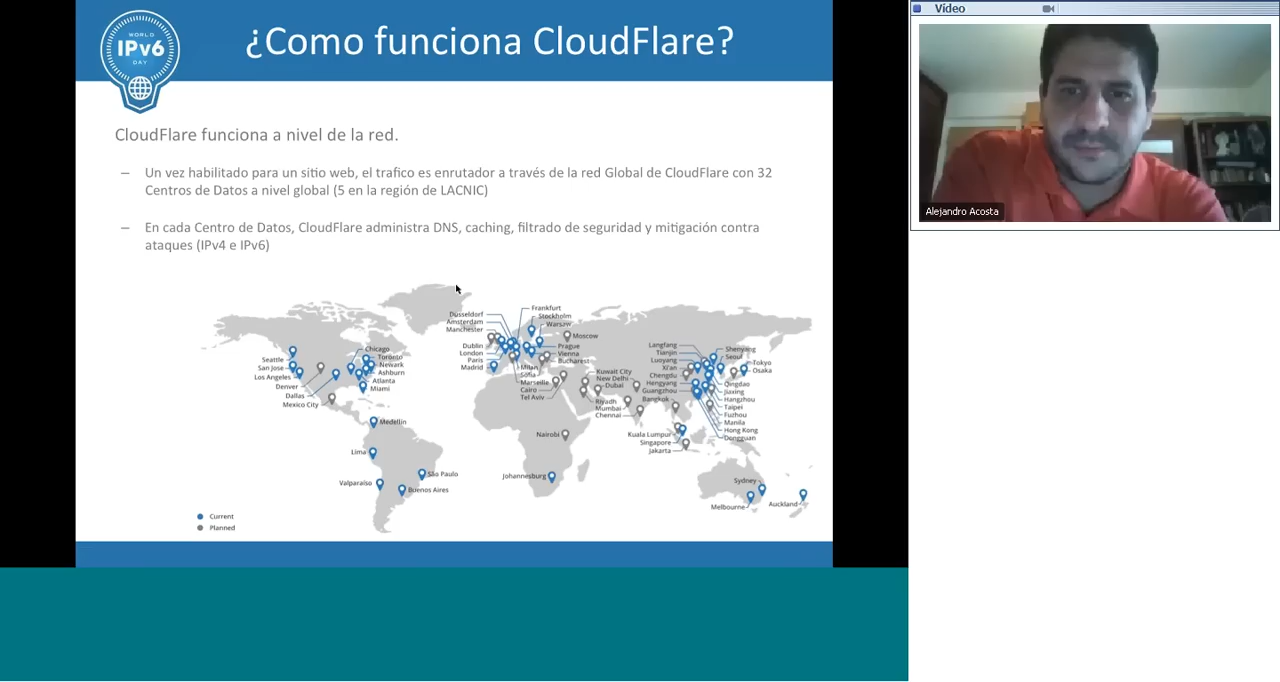 WORLD
IPv6
DAY
¿Como funciona CloudFlare?
CloudFlare funciona a nivel de la red.
– Un vez habilitado para un sitio web, el trafico es enrutador a través de la red Global de CloudFlare con 32
Centros de Datos a nivel global (5 en la región de LACNIC)
– En cada Centro de Datos, CloudFlare administra DNS, caching, filtrado de seguridad y mitigación contra
ataques (IPv4 e IPv6)
Seattle
San Jose
Los Angeles
Denver
Dallas
Mexico City
Chicago
Toronto
Newark
Ashburn
Atlanta
Miami
Medellin
Lima
Valparaiso
São Paulo
Buenos Aires
Dusseldorf
Amsterdam
Manchester
Dublin
London
Paris
Madrid
Frankfurt
Stockholm
Warsaw
Moscow
Prague
Vienna
Bucharest
Milan
Sofia
Marseille
Cairo
Tel Aviv
Kuwait City
New Delhi
Dubai
Riyadh
Mumbai
Chennai
Nairobi
Johannesburg
Langfang
Tianjin
Luoyang
Xi'an
Chengdu
Hengyang
Guangzhou
Bangkok
Kuala Lumpur
Singapore
Jakarta
Shenyang
Seoul
Tokyo
Osaka
Qingdao
Jiaxing
Hangzhou
Taipei
Fuzhou
Manila
Hong Kong
Dongguan
Sydney
Melbourne
Auckland
Current
Planned
Vídeo
Alejandro Acosta